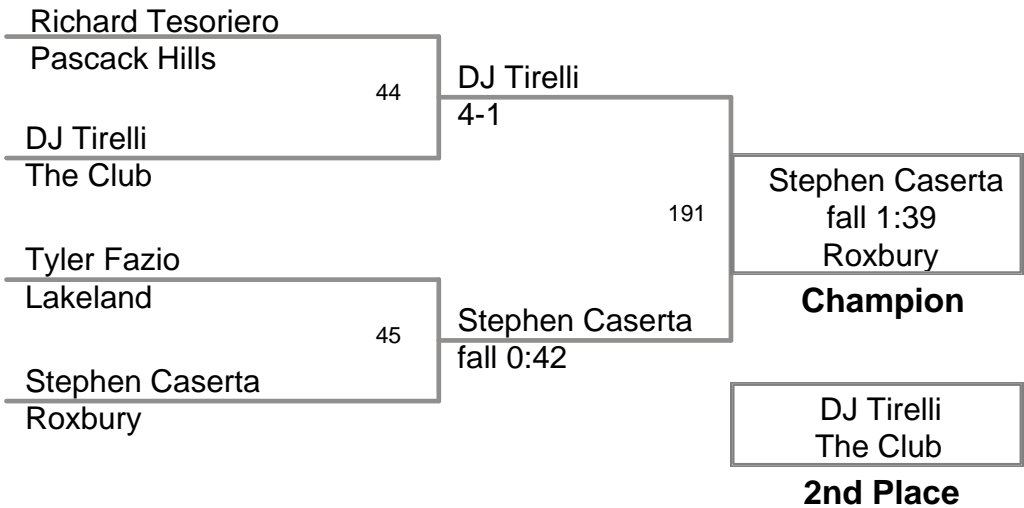 Richard Tesoriero
Pascack Hills
44
DJ Tirelli
4-1
DJ Tirelli
The Club
191
Stephen Caserta
fall 1:39
Roxbury
Champion
Tyler Fazio
Lakeland
45
Stephen Caserta
fall 0:42
Stephen Caserta
Roxbury
DJ Tirelli
The Club
2nd Place